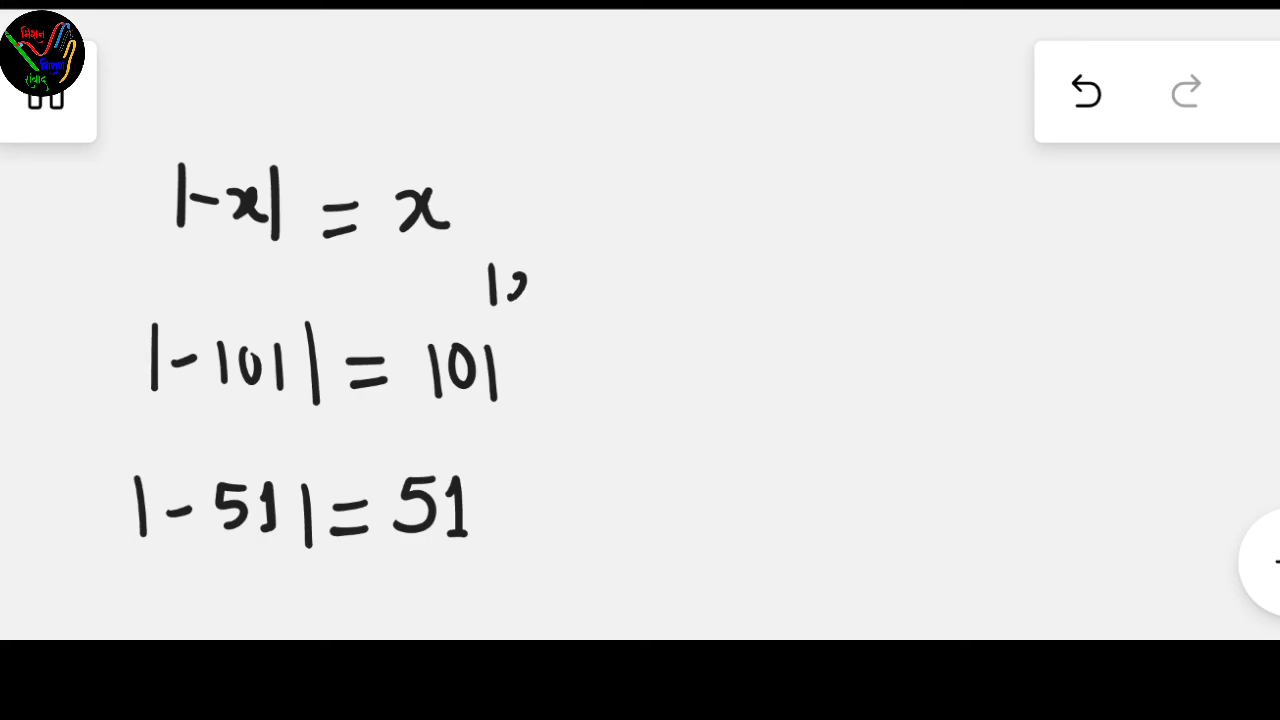 বিজ্ঞান
সংবাদ
|-x| = x
|-101| = 101
|-51| = 51